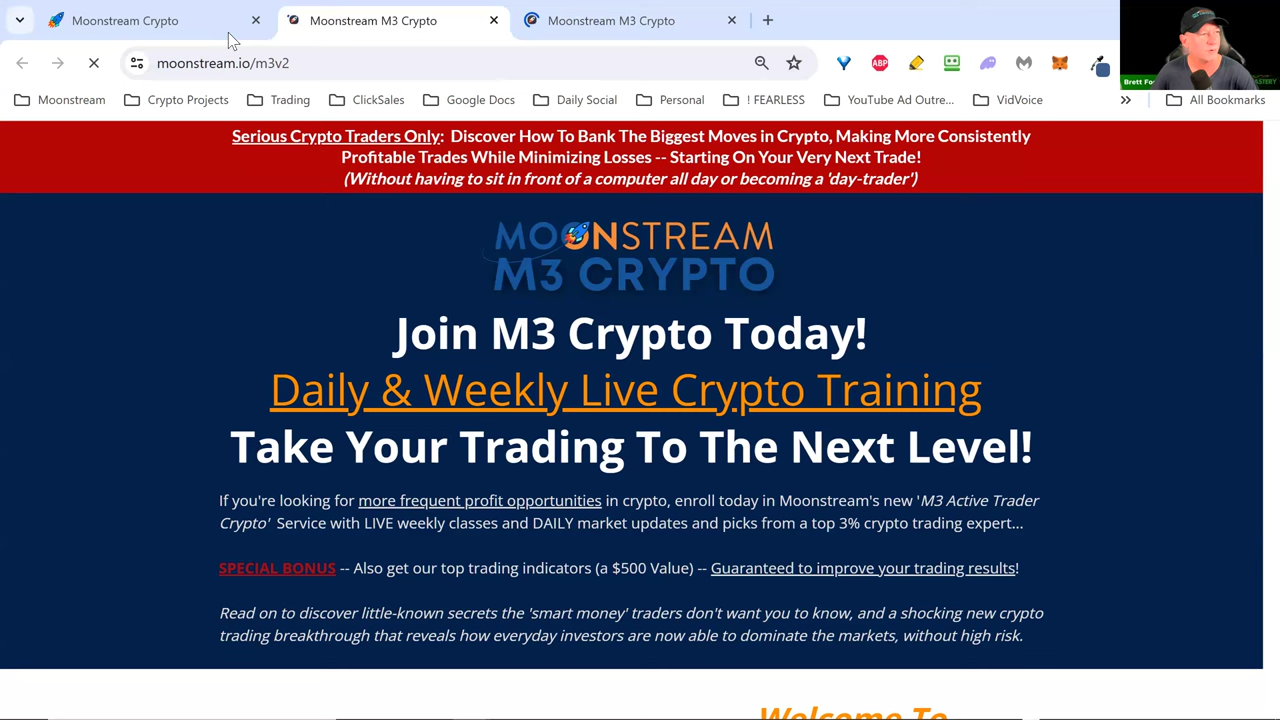 Moonstream Crypto
Moonstream M3 Crypto
Moonstream M3 Crypto
moonstream.io/m3v2
ABP
Brett Fo
Moonstream
Crypto Projects
Trading
ClickSales
Google Docs
Daily Social
Personal
! FEARLESS
YouTube Ad Outre...
VidVoice
All Bookmarks
Serious Crypto Traders Only: Discover How To Bank The Biggest Moves in Crypto, Making More Consistently
Profitable Trades While Minimizing Losses -- Starting On Your Very Next Trade!
(Without having to sit in front of a computer all day or becoming a 'day-trader')
MOONSTREAM
M3 CRYPTO
Join M3 Crypto Today!
Daily & Weekly Live Crypto Training
Take Your Trading To The Next Level!
If you're looking for more frequent profit opportunities in crypto, enroll today in Moonstream's new 'M3 Active Trader
Crypto' Service with LIVE weekly classes and DAILY market updates and picks from a top 3% crypto trading expert...
SPECIAL BONUS -- Also get our top trading indicators (a $500 Value) -- Guaranteed to improve your trading results!
Read on to discover little-known secrets the 'smart money' traders don't want you to know, and a shocking new crypto
trading breakthrough that reveals how everyday investors are now able to dominate the markets, without high risk.
Welcome To